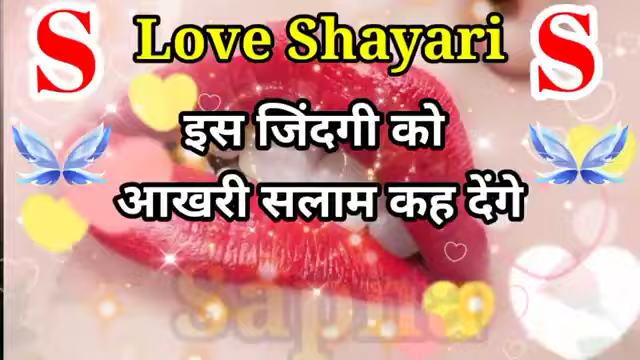 S Love Shayari S
इस जिंदगी को
आखरी सलाम कह देंगे
Sapna